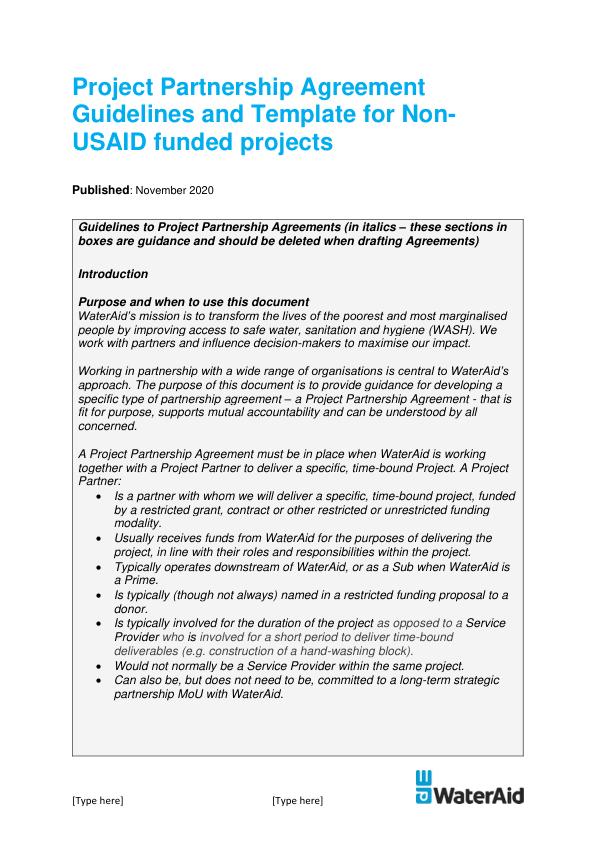 Project Partnership Agreement
Guidelines and Template for Non-
USAID funded projects
Published: November 2020
Guidelines to Project Partnership Agreements (in italics – these sections in
boxes are guidance and should be deleted when drafting Agreements)
Introduction
Purpose and when to use this document
WaterAid's mission is to transform the lives of the poorest and most marginalised
people by improving access to safe water, sanitation and hygiene (WASH). We
work with partners and influence decision-makers to maximise our impact.
Working in partnership with a wide range of organisations is central to WaterAid's
approach. The purpose of this document is to provide guidance for developing a
specific type of partnership agreement – a Project Partnership Agreement - that is
fit for purpose, supports mutual accountability and can be understood by all
concerned.
A Project Partnership Agreement must be in place when WaterAid is working
together with a Project Partner to deliver a specific, time-bound Project. A Project
Partner:
• Is a partner with whom we will deliver a specific, time-bound project, funded
by a restricted grant, contract or other restricted or unrestricted funding
modality.
• Usually receives funds from WaterAid for the purposes of delivering the
project, in line with their roles and responsibilities within the project.
• Typically operates downstream of WaterAid, or as a Sub when WaterAid is
a Prime.
• Is typically (though not always) named in a restricted funding proposal to a
donor.
• Is typically involved for the duration of the project as opposed to a Service
Provider who is involved for a short period to deliver time-bound
deliverables (e.g. construction of a hand-washing block).
• Would not normally be a Service Provider within the same project.
• Can also be, but does not need to be, committed to a long-term strategic
partnership MoU with WaterAid.
[Type here] [Type here] WaterAid